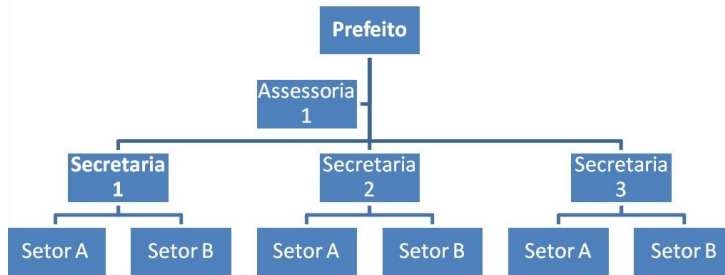 Prefeito
Assessoria
1
Secretaria
1
Secretaria
2
Secretaria
3
Setor A
Setor B
Setor A
Setor B
Setor A
Setor B